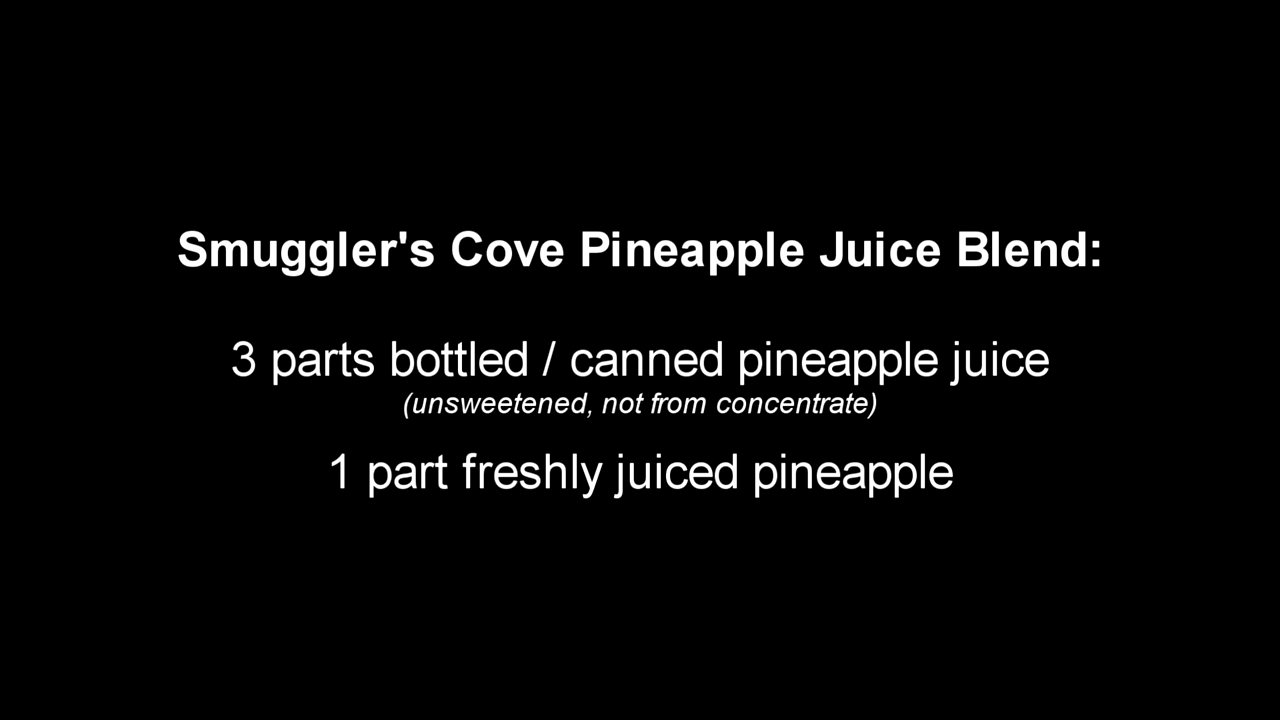 Smuggler's Cove Pineapple Juice Blend:
3 parts bottled / canned pineapple juice
(unsweetened, not from concentrate)
1 part freshly juiced pineapple